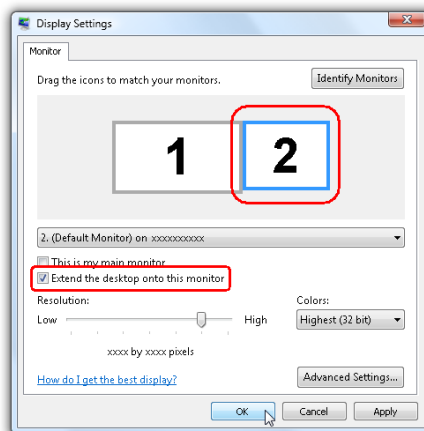 Display Settings
Monitor
Drag the icons to match your monitors.
Identify Monitors
1
2
2. (Default Monitor) on xxxxxxxxxx
This is my main monitor
Extend the desktop onto this monitor
Resolution:
Colors:
Low
High
Highest (32 bit)
xxxx by xxxx pixels
How do I get the best display?
Advanced Settings...
OK
Cancel
Apply